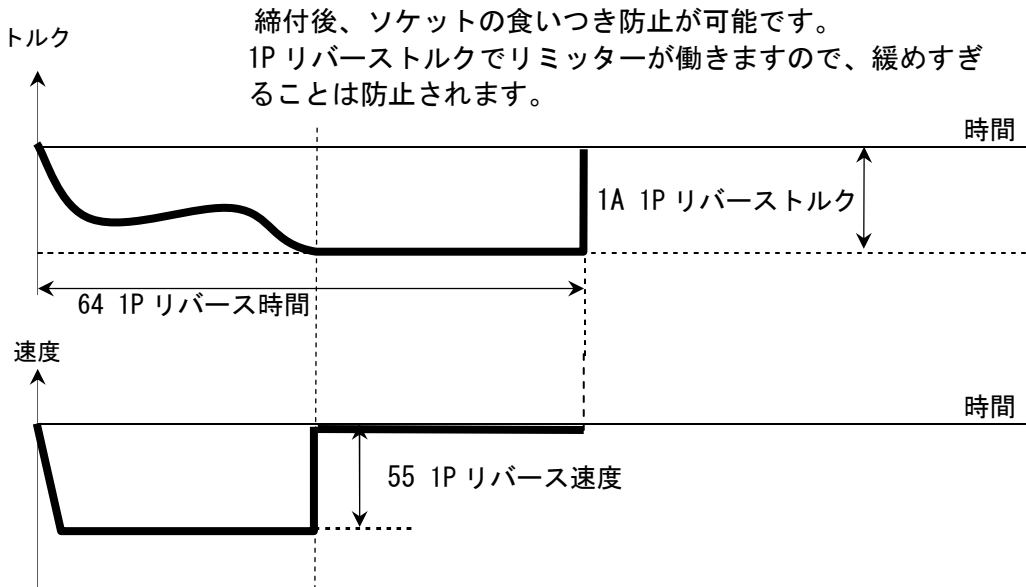 締付後、ソケットの食いつき防止が可能です。
トルク
1P リバーストルクでリミッターが働きますので、緩めすぎ
ることは防止されます。
時間
1A 1P リバーストルク
64 1P リバース時間
速度
時間
55 1P リバース速度